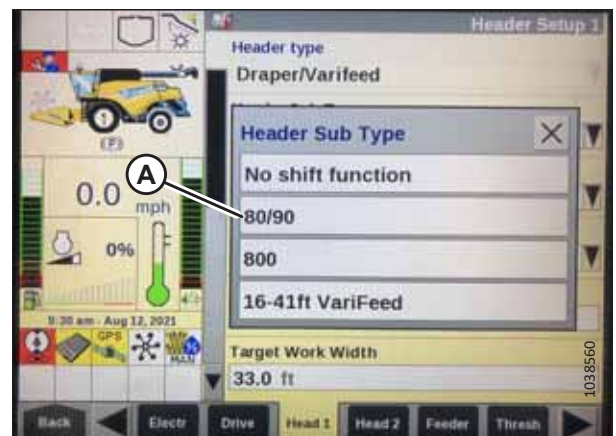 Header Setup 1
Header type
Draper/Varifeed
Header Sub Type
No shift function
80/90
800
16-41ft VariFeed
A
(P)
0.0 mph
0%
9:30 am - Aug 12, 2021
GPS
Target Work Width
33.0 ft
1038560
Back
Electr
Drive
Head 1
Head 2
Feeder
Thresh